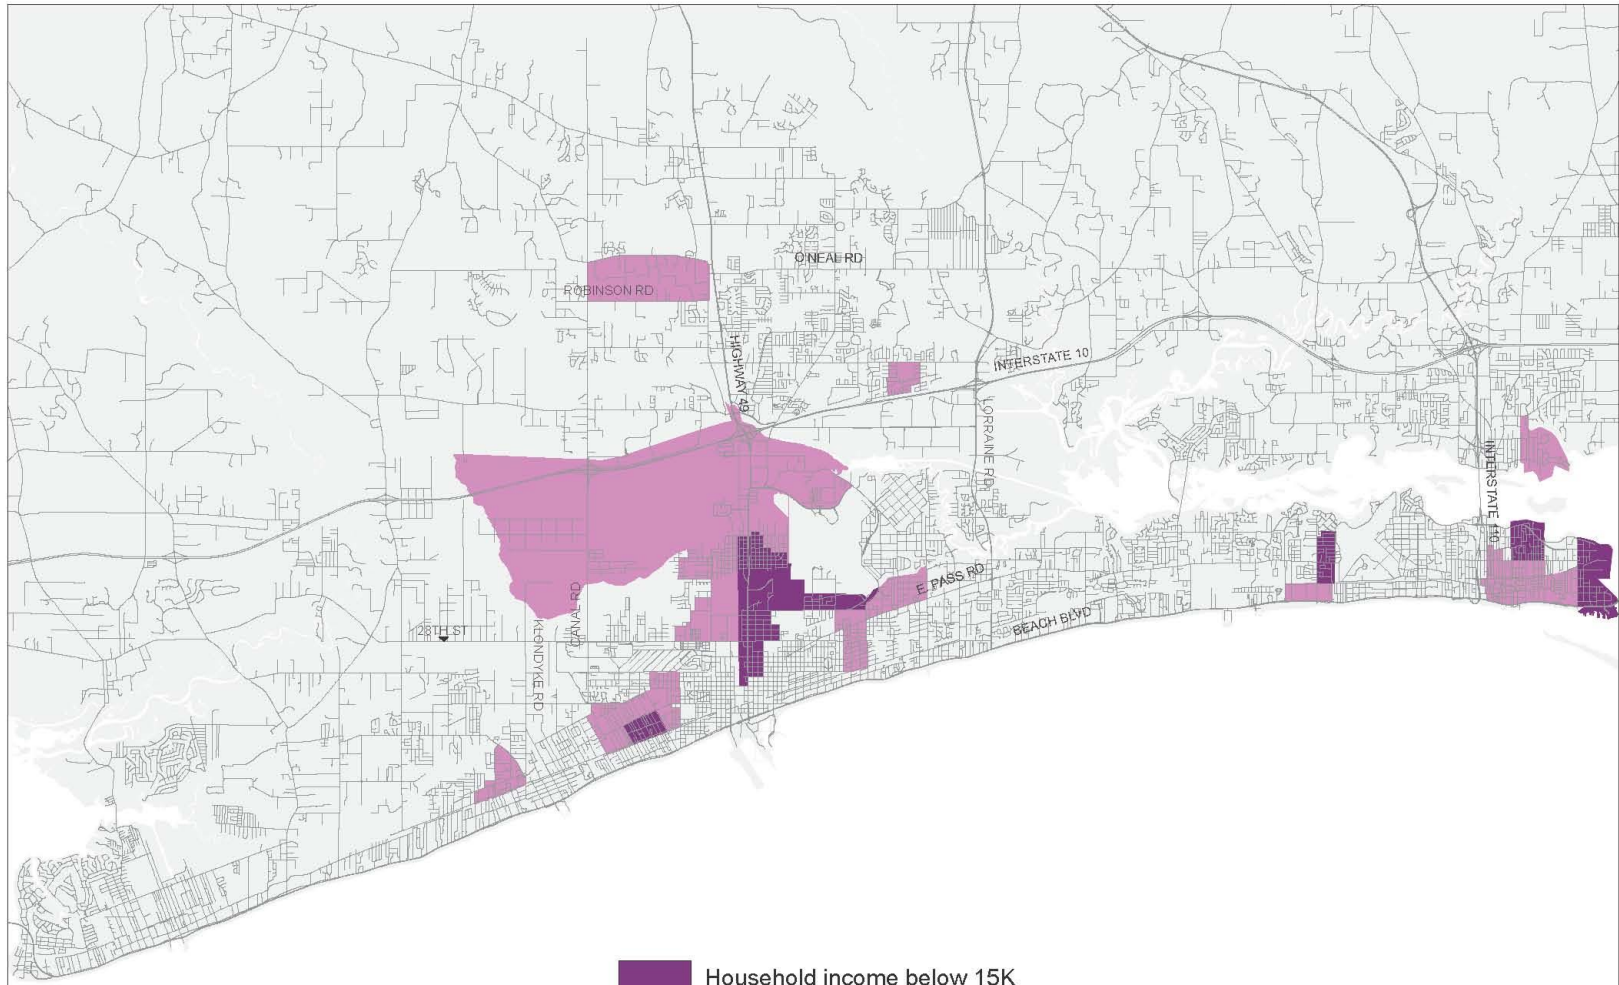 O'NEAL RD
ROBINSON RD
HIGHWAY 49
INTERSTATE 10
LORRAINE RD
INTERSTATE 110
E. PASS RD
BEACH BLVD
CANAL RD
28TH ST
KLONDYKE RD
Household income below 15K